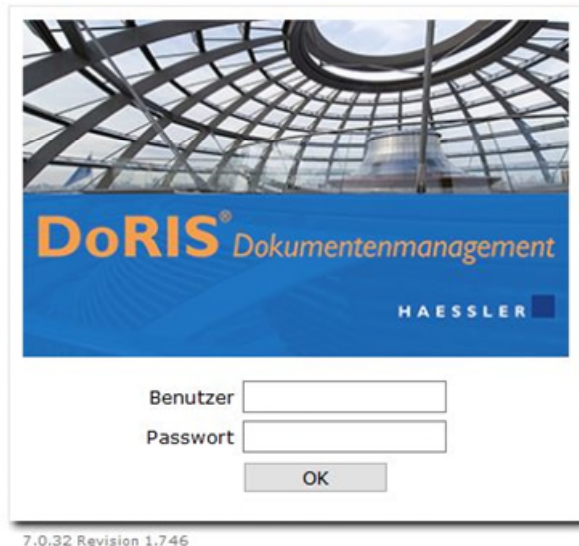 DoRIS® Dokumentenmanagement
HAESSLER
Benutzer
Passwort
OK
7.0.32 Revision 1.746